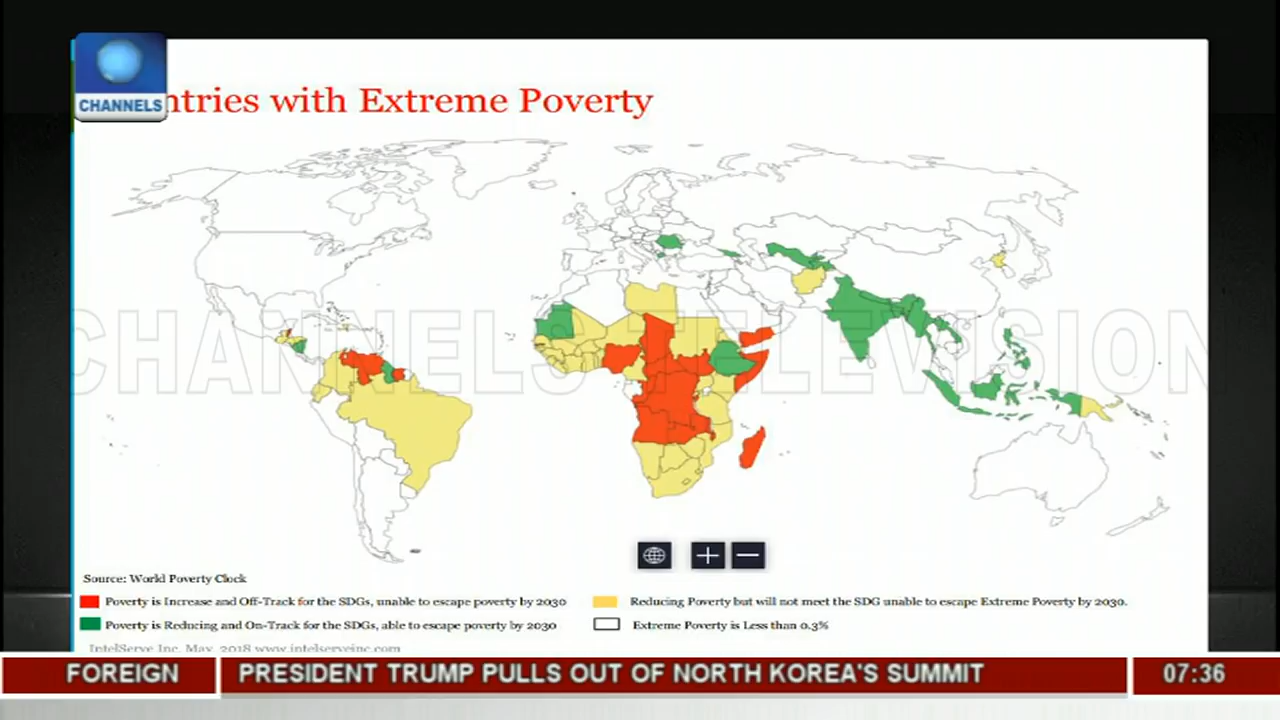 CHANNELS
ntries with Extreme Poverty
CHANNELS TELEVISION
Source: World Poverty Clock
Poverty is Increase and Off-Track for the SDGs, unable to escape poverty by 2030
Reducing Poverty but will not meet the SDG unable to escape Extreme Poverty by 2030.
Poverty is Reducing and On-Track for the SDGs, able to escape poverty by 2030
Extreme Poverty is Less than 0.3%
IntelServe Inc. May, 2018 www.intelserveinc.com
FOREIGN
PRESIDENT TRUMP PULLS OUT OF NORTH KOREA'S SUMMIT
07:36